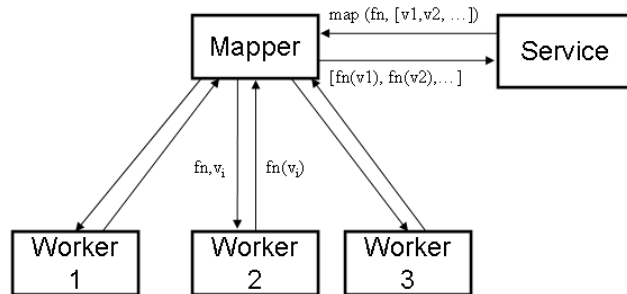 map (fn, [v1,v2, …])
Mapper
Service
[fn(v1), fn(v2),…]
fn,vᵢ
fn(vᵢ)
Worker
1
Worker
2
Worker
3